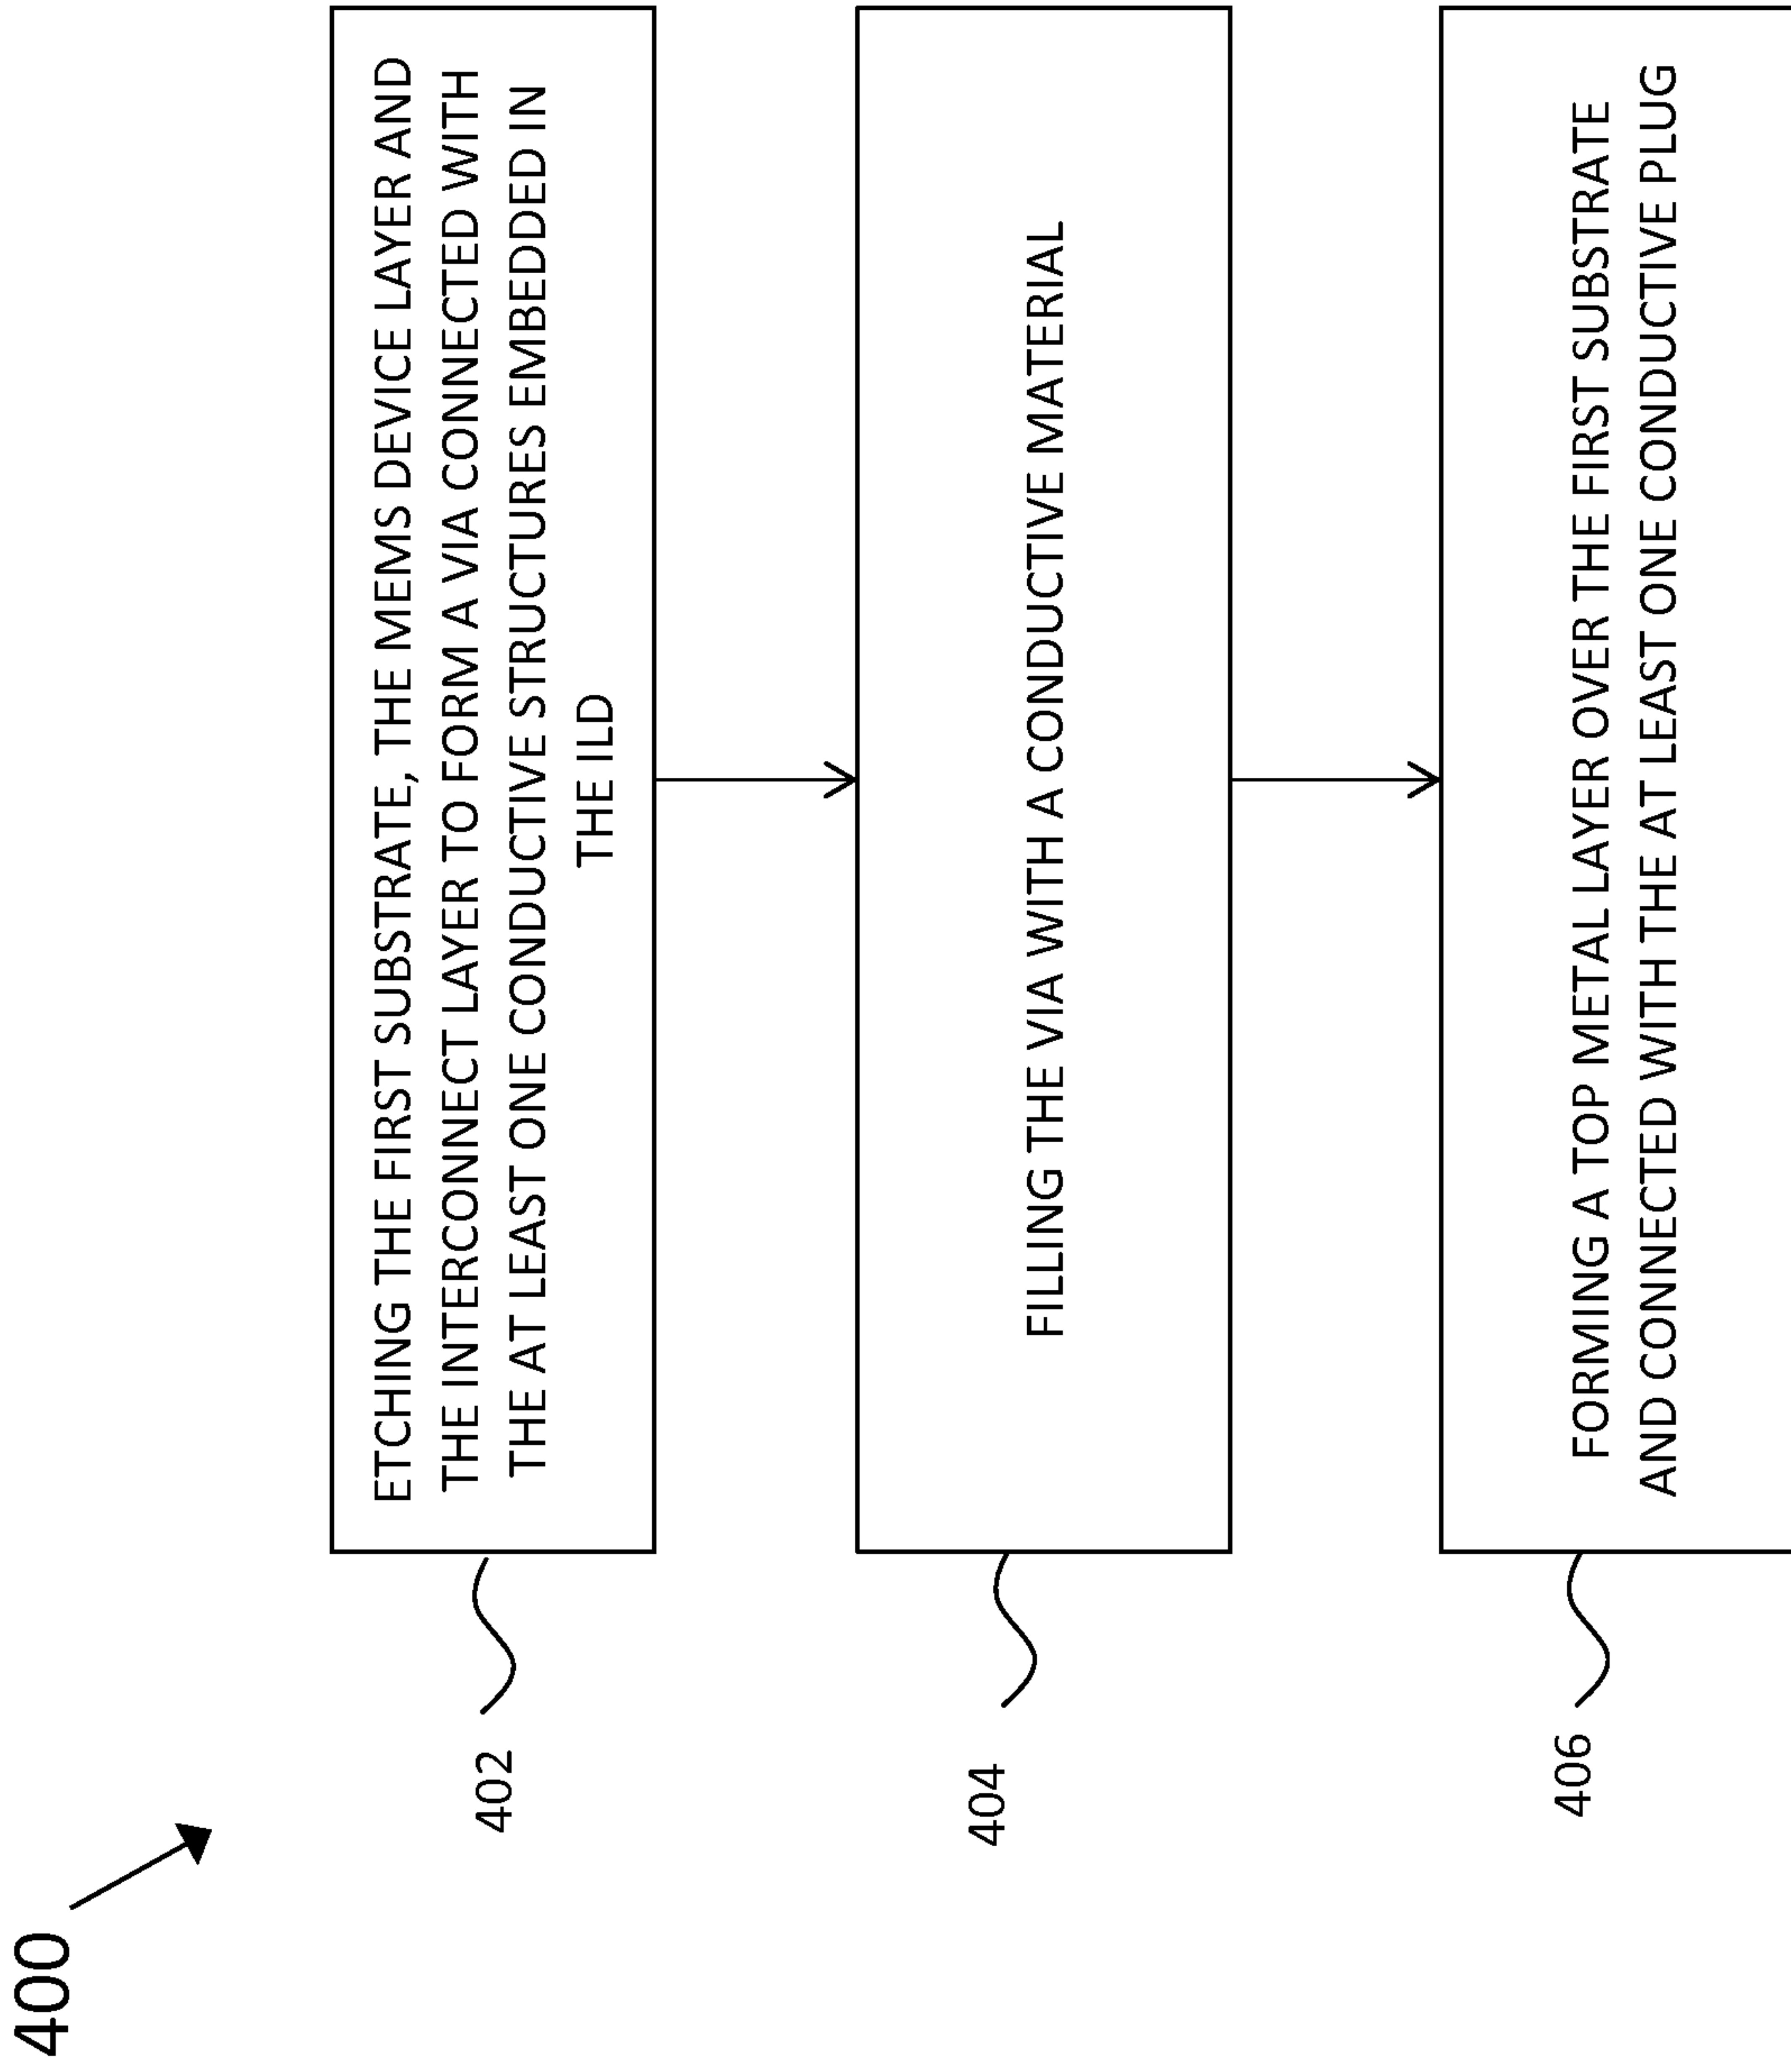 400
402
ETCHING THE FIRST SUBSTRATE, THE MEMS DEVICE LAYER AND
THE INTERCONNECT LAYER TO FORM A VIA CONNECTED WITH
THE AT LEAST ONE CONDUCTIVE STRUCTURES EMBEDDED IN
THE ILD
404
FILLING THE VIA WITH A CONDUCTIVE MATERIAL
406
FORMING A TOP METAL LAYER OVER THE FIRST SUBSTRATE
AND CONNECTED WITH THE AT LEAST ONE CONDUCTIVE PLUG